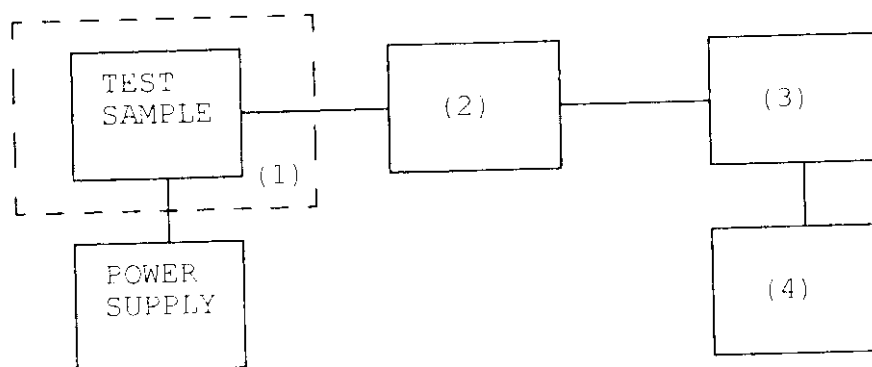 TEST
SAMPLE
(1)
(2)
(3)
POWER
SUPPLY
(4)